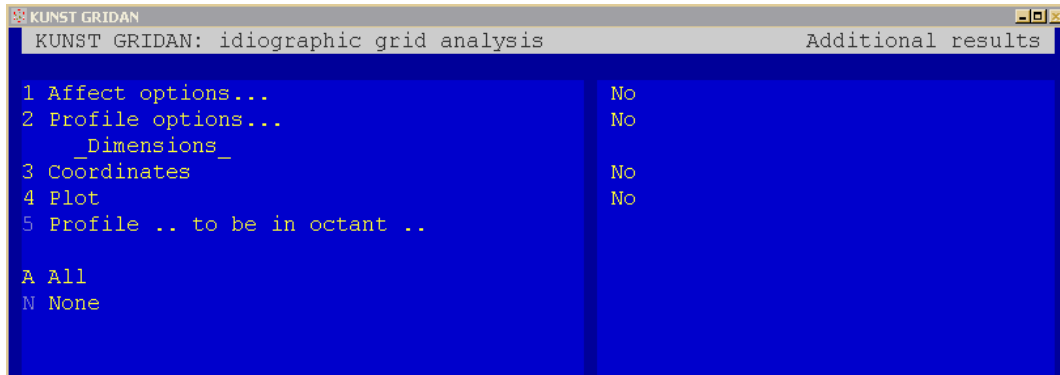 KUNST GRIDAN
KUNST GRIDAN: idiographic grid analysis Additional results
1 Affect options... No
2 Profile options... No
_Dimensions_
3 Coordinates No
4 Plot No
5 Profile .. to be in octant ..
A All
N None